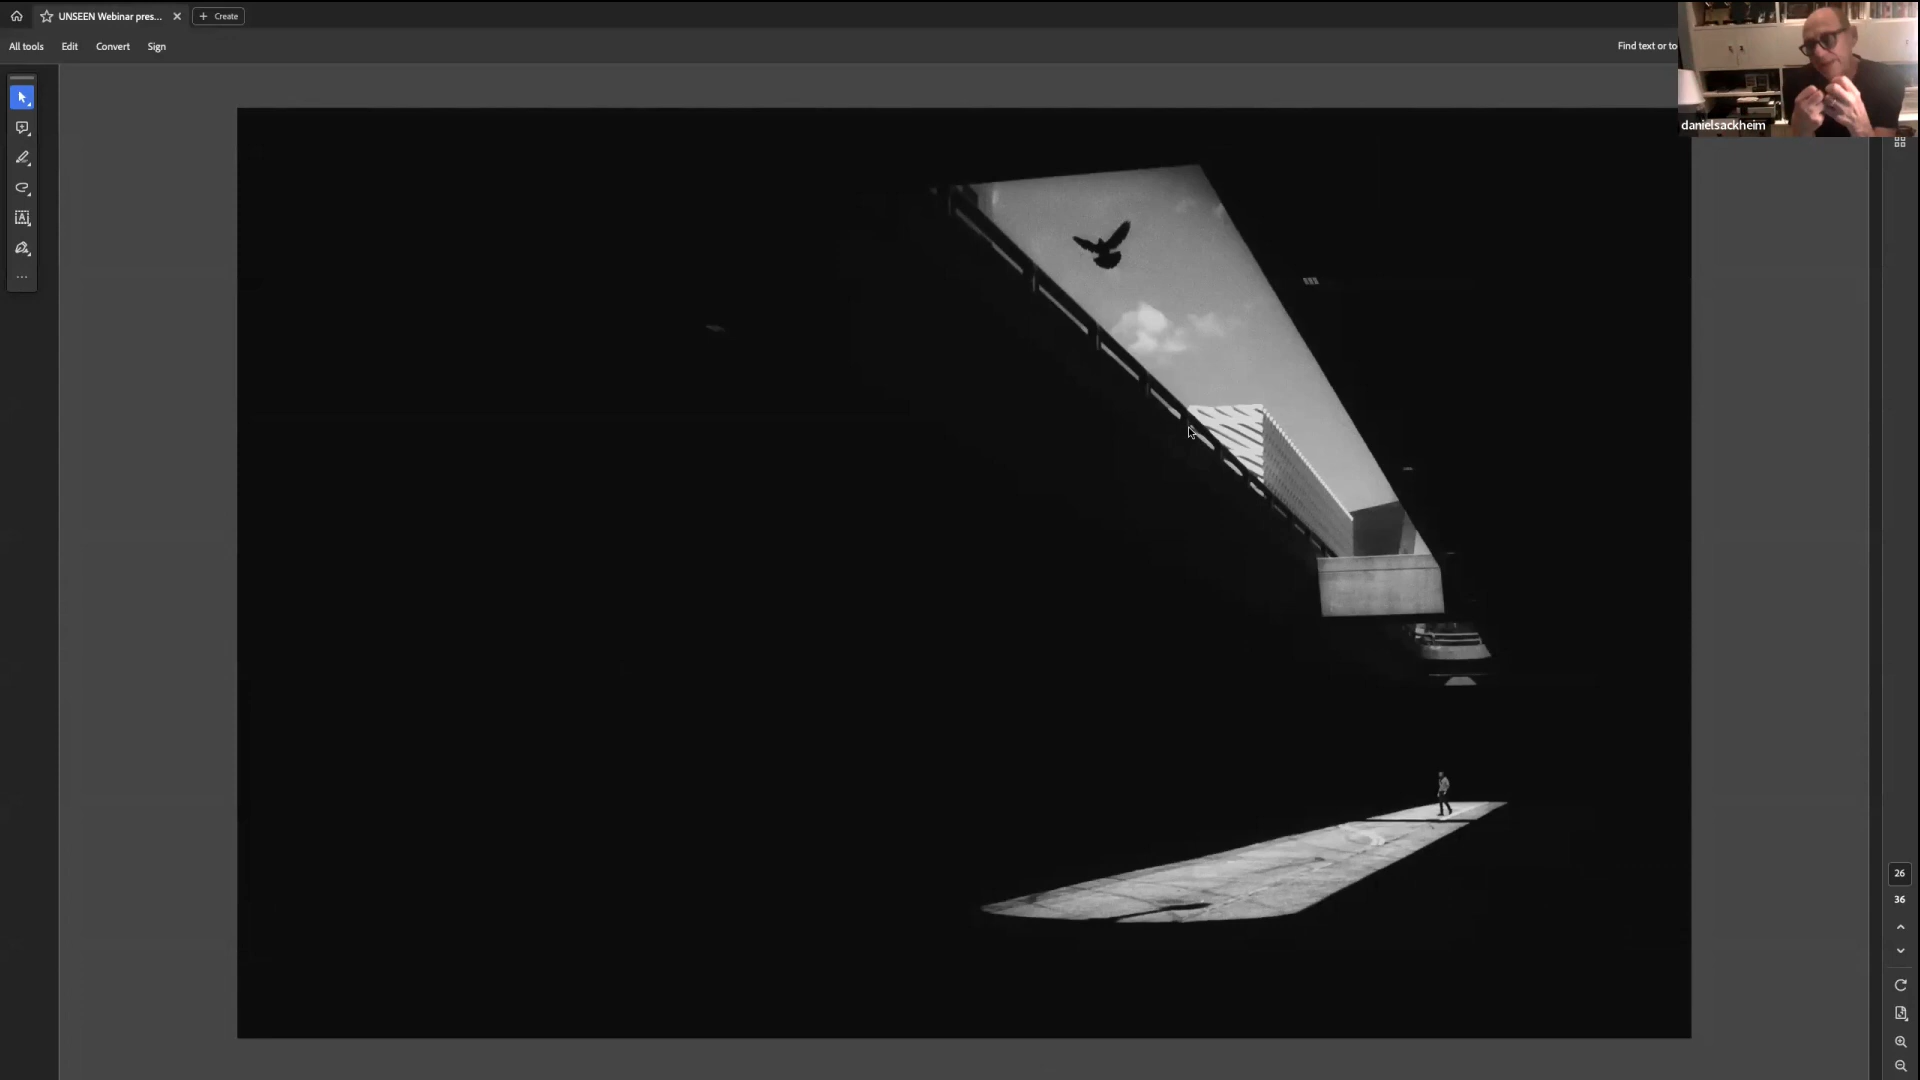 UNSEEN Webinar pres...
Create
All tools
Edit
Convert
Sign
Find text or to
danielsackheim
26
36